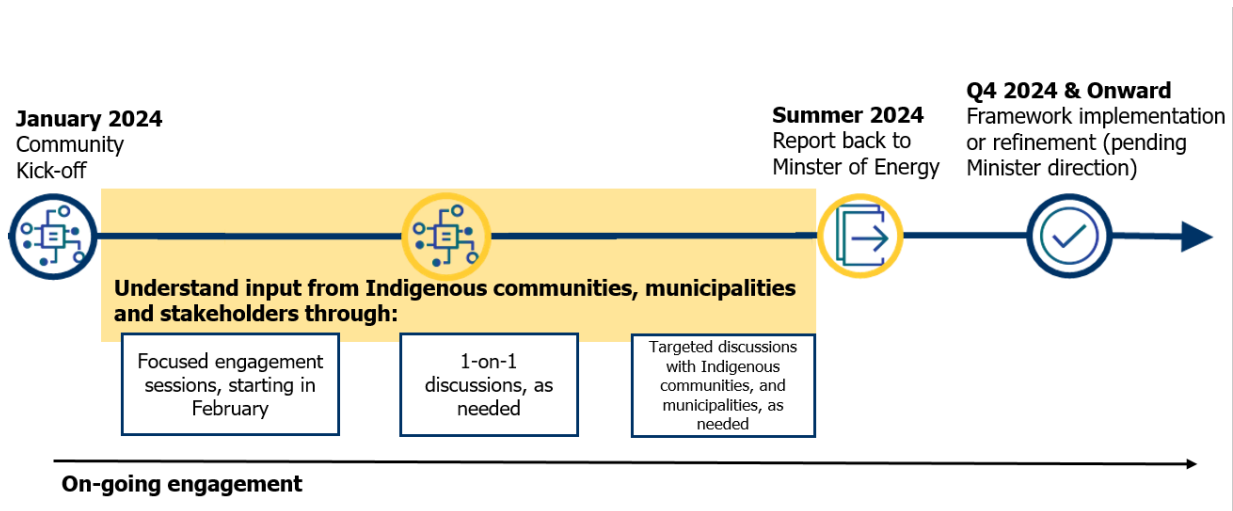 January 2024
Community
Kick-off
Summer 2024
Report back to
Minster of Energy
Q4 2024 & Onward
Framework implementation
or refinement (pending
Minister direction)
Understand input from Indigenous communities, municipalities
and stakeholders through:
Focused engagement
sessions, starting in
February
1-on-1
discussions, as
needed
Targeted discussions
with Indigenous
communities, and
municipalities, as
needed
On-going engagement